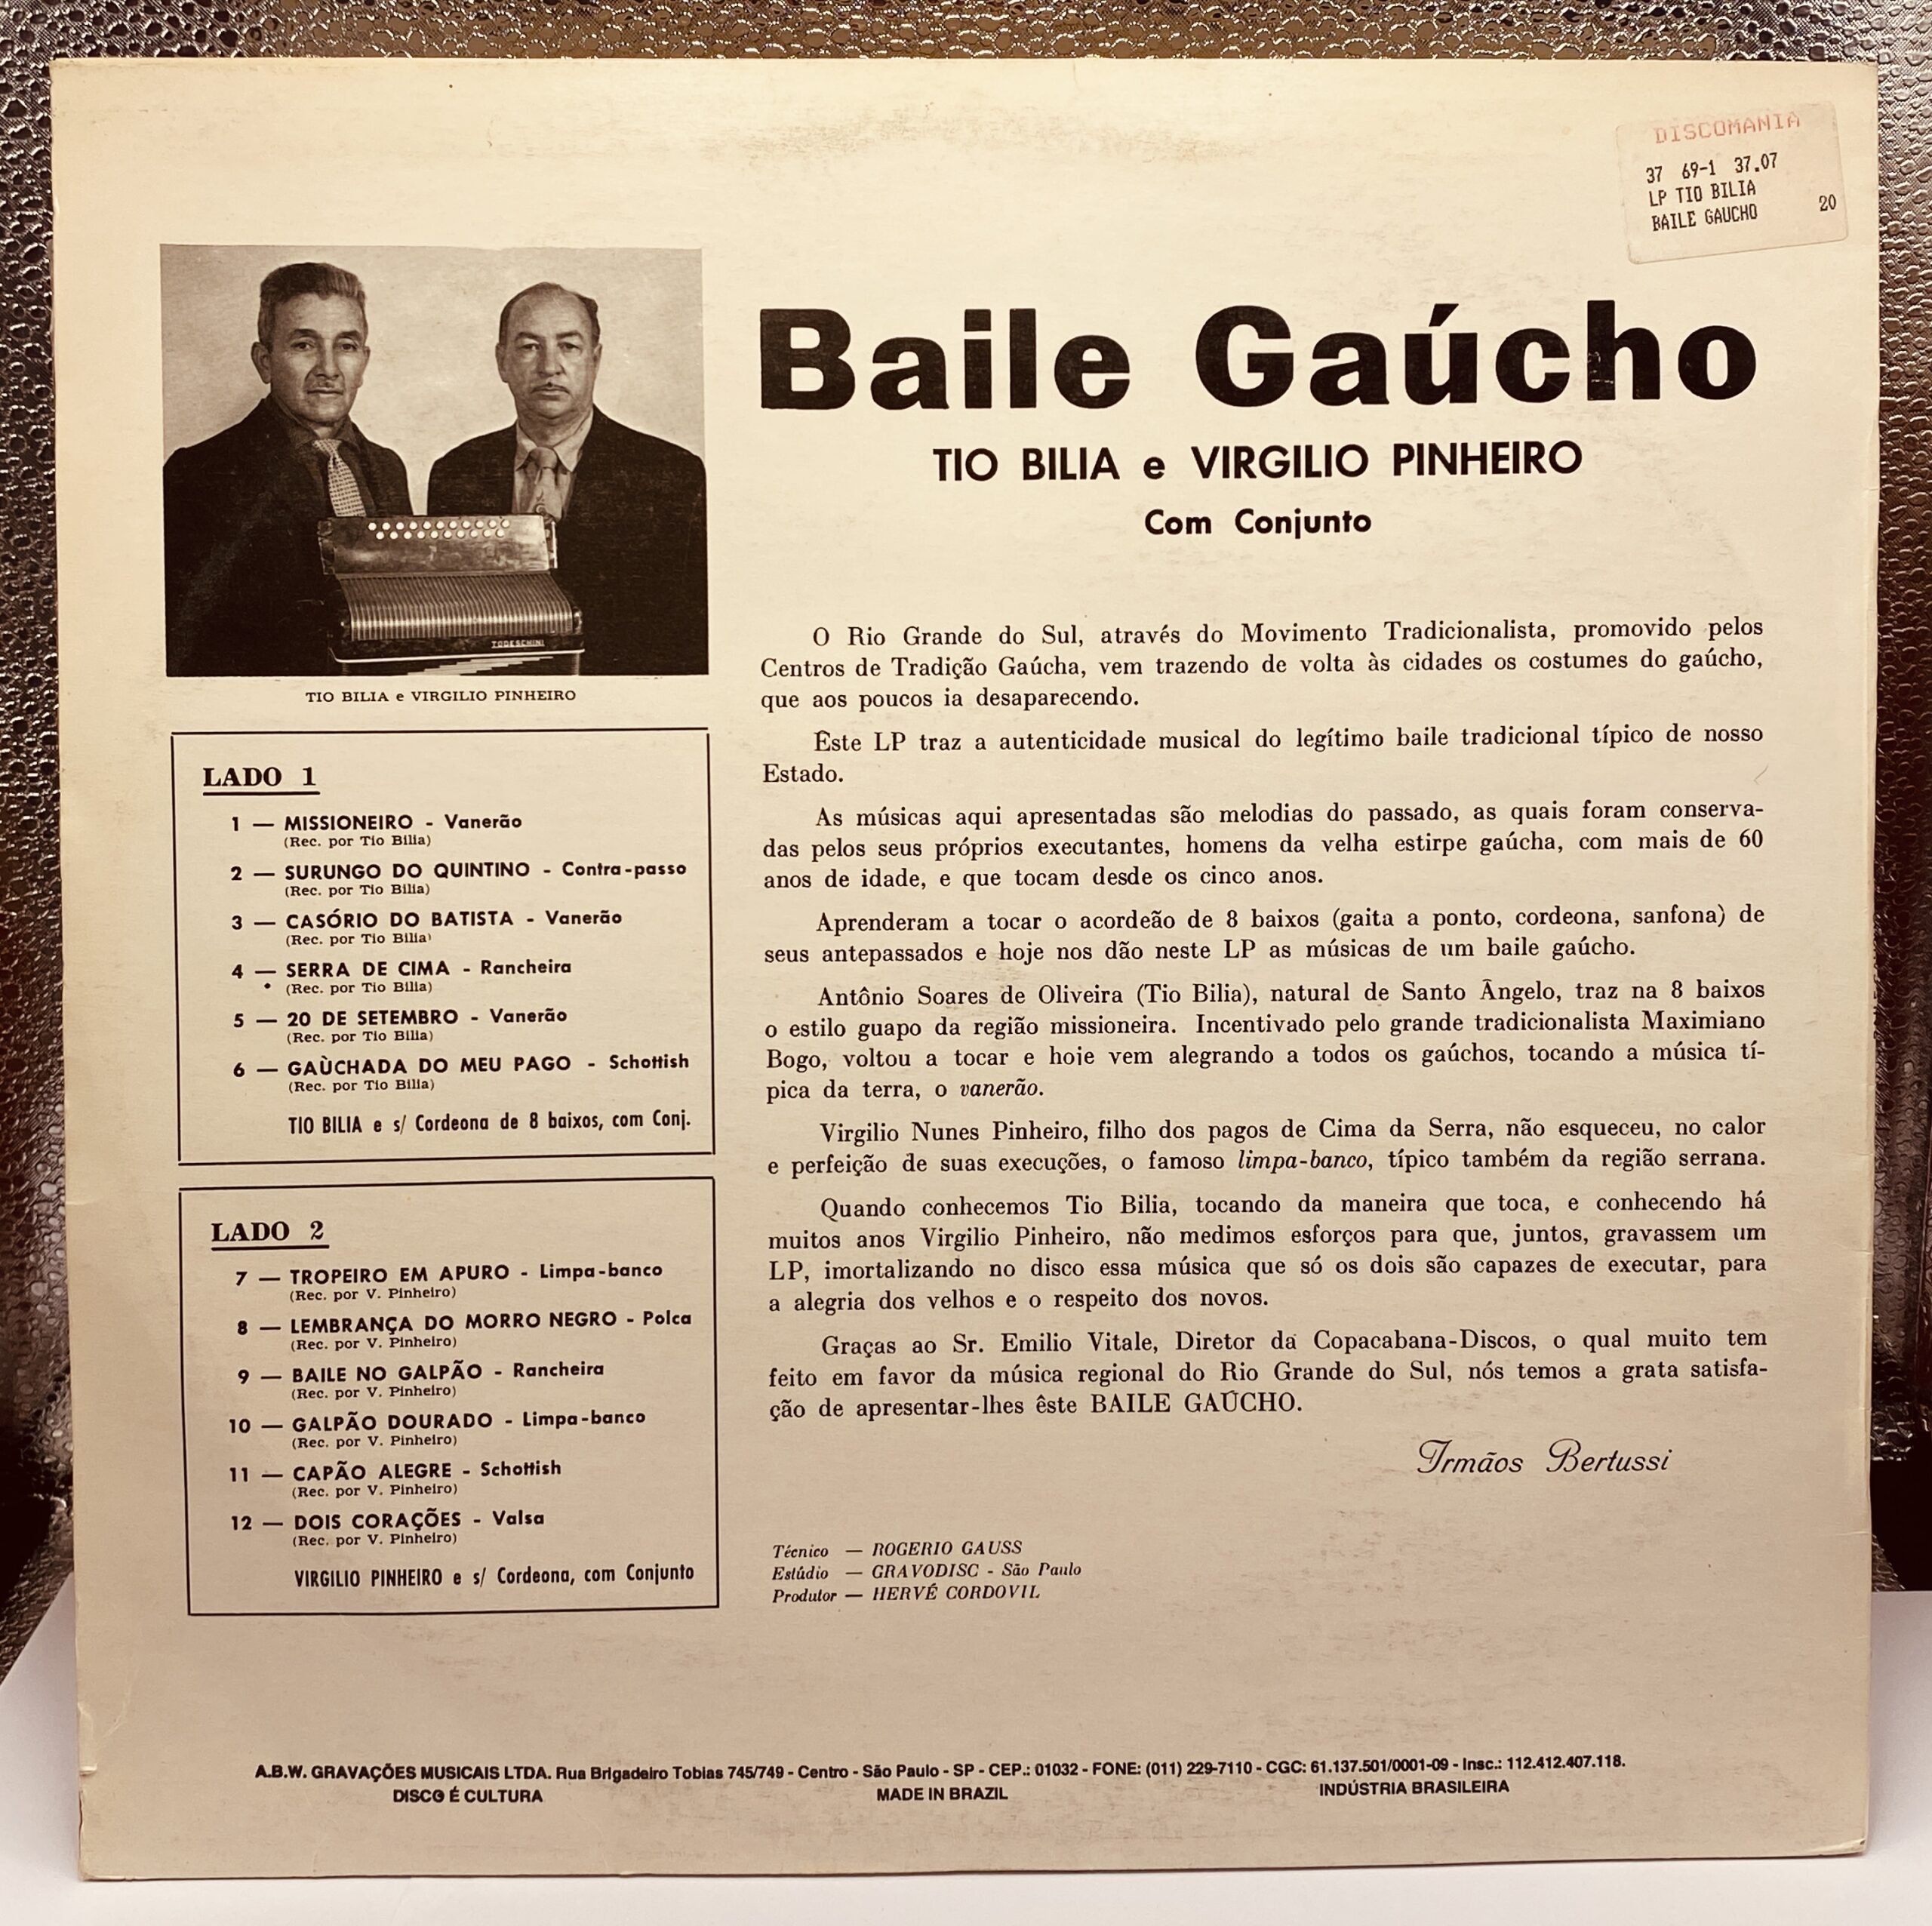 DISCOMANIA
37 69-1 37.07
LP TIO BILIA
BAILE GAUCHO 20
Baile Gaúcho
TIO BILIA e VIRGILIO PINHEIRO
Com Conjunto
TODESCHINI
TIO BILIA e VIRGILIO PINHEIRO
LADO 1
1 — MISSIONEIRO - Vanerão
(Rec. por Tio Bilia)
2 — SURUNGO DO QUINTINO - Contra-passo
(Rec. por Tio Bilia)
3 — CASÓRIO DO BATISTA - Vanerão
(Rec. por Tio Bilia)
4 — SERRA DE CIMA - Rancheira
(Rec. por Tio Bilia)
5 — 20 DE SETEMBRO - Vanerão
(Rec. por Tio Bilia)
6 — GAÙCHADA DO MEU PAGO - Schottish
(Rec. por Tio Bilia)
TIO BILIA e s/ Cordeona de 8 baixos, com Conj.
LADO 2
7 — TROPEIRO EM APURO - Limpa-banco
(Rec. por V. Pinheiro)
8 — LEMBRANÇA DO MORRO NEGRO - Polca
(Rec. por V. Pinheiro)
9 — BAILE NO GALPÃO - Rancheira
(Rec. por V. Pinheiro)
10 — GALPÃO DOURADO - Limpa-banco
(Rec. por V. Pinheiro)
11 — CAPÃO ALEGRE - Schottish
(Rec. por V. Pinheiro)
12 — DOIS CORAÇÕES - Valsa
(Rec. por V. Pinheiro)
VIRGILIO PINHEIRO e s/ Cordeona, com Conjunto
O Rio Grande do Sul, através do Movimento Tradicionalista, promovido pelos
Centros de Tradição Gaúcha, vem trazendo de volta às cidades os costumes do gaúcho,
que aos poucos ia desaparecendo.
Êste LP traz a autenticidade musical do legítimo baile tradicional típico de nosso
Estado.
As músicas aqui apresentadas são melodias do passado, as quais foram conserva-
das pelos seus próprios executantes, homens da velha estirpe gaúcha, com mais de 60
anos de idade, e que tocam desde os cinco anos.
Aprenderam a tocar o acordeão de 8 baixos (gaita a ponto, cordeona, sanfona) de
seus antepassados e hoje nos dão neste LP as músicas de um baile gaúcho.
Antônio Soares de Oliveira (Tio Bilia), natural de Santo Ângelo, traz na 8 baixos
o estilo guapo da região missioneira. Incentivado pelo grande tradicionalista Maximiano
Bogo, voltou a tocar e hoie vem alegrando a todos os gaúchos, tocando a música tí-
pica da terra, o vanerão.
Virgilio Nunes Pinheiro, filho dos pagos de Cima da Serra, não esqueceu, no calor
e perfeição de suas execuções, o famoso limpa-banco, típico também da região serrana.
Quando conhecemos Tio Bilia, tocando da maneira que toca, e conhecendo há
muitos anos Virgilio Pinheiro, não medimos esforços para que, juntos, gravassem um
LP, imortalizando no disco essa música que só os dois são capazes de executar, para
a alegria dos velhos e o respeito dos novos.
Graças ao Sr. Emilio Vitale, Diretor da Copacabana-Discos, o qual muito tem
feito em favor da música regional do Rio Grande do Sul, nós temos a grata satisfa-
ção de apresentar-lhes êste BAILE GAÚCHO.
Irmãos Bertussi
Técnico — ROGERIO GAUSS
Estúdio — GRAVODISC - São Paulo
Produtor — HERVÉ CORDOVIL
A.B.W. GRAVAÇÕES MUSICAIS LTDA. Rua Brigadeiro Tobias 745/749 - Centro - São Paulo - SP - CEP.: 01032 - FONE: (011) 229-7110 - CGC: 61.137.501/0001-09 - Insc.: 112.412.407.118.
DISCO É CULTURA MADE IN BRAZIL INDÚSTRIA BRASILEIRA